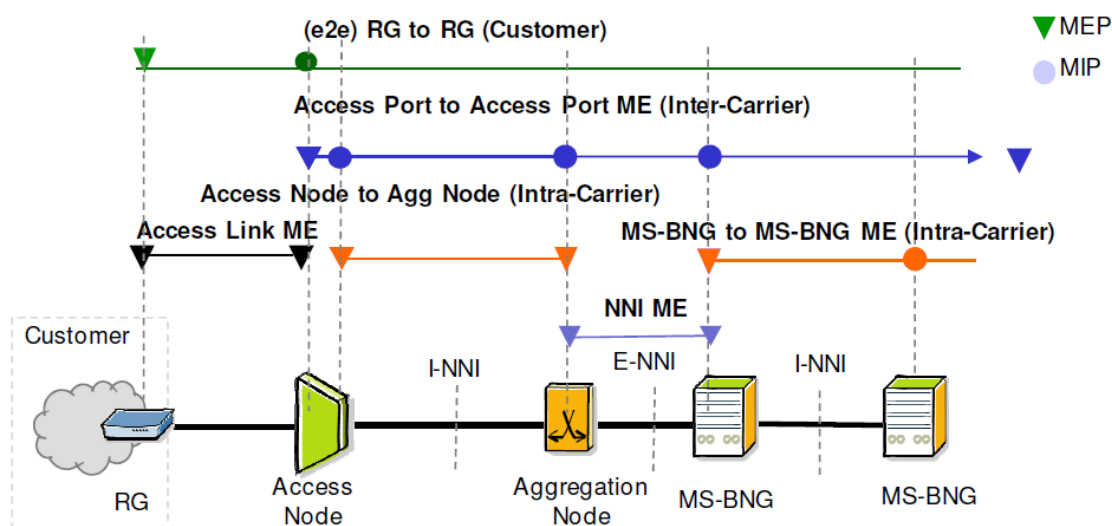 (e2e) RG to RG (Customer)
MEP
MIP
Access Port to Access Port ME (Inter-Carrier)
Access Node to Agg Node (Intra-Carrier)
Access Link ME
MS-BNG to MS-BNG ME (Intra-Carrier)
NNI ME
Customer
I-NNI
E-NNI
I-NNI
RG
Access
Node
Aggregation
Node
MS-BNG
MS-BNG